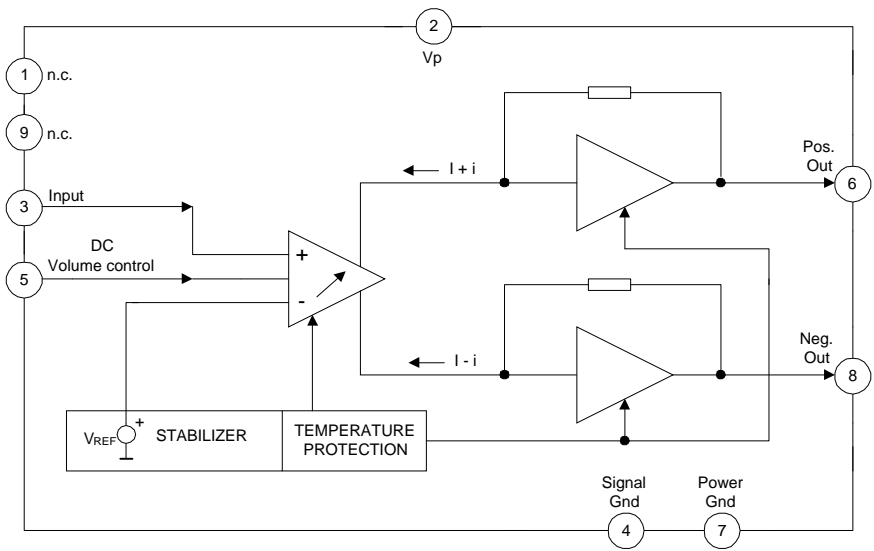 2
Vp
1 n.c.
9 n.c.
3 Input
DC
5 Volume control
+
-
I + i
I - i
Pos.
Out
6
Neg.
Out
8
VREF
+
STABILIZER
TEMPERATURE
PROTECTION
Signal
Gnd
4
Power
Gnd
7